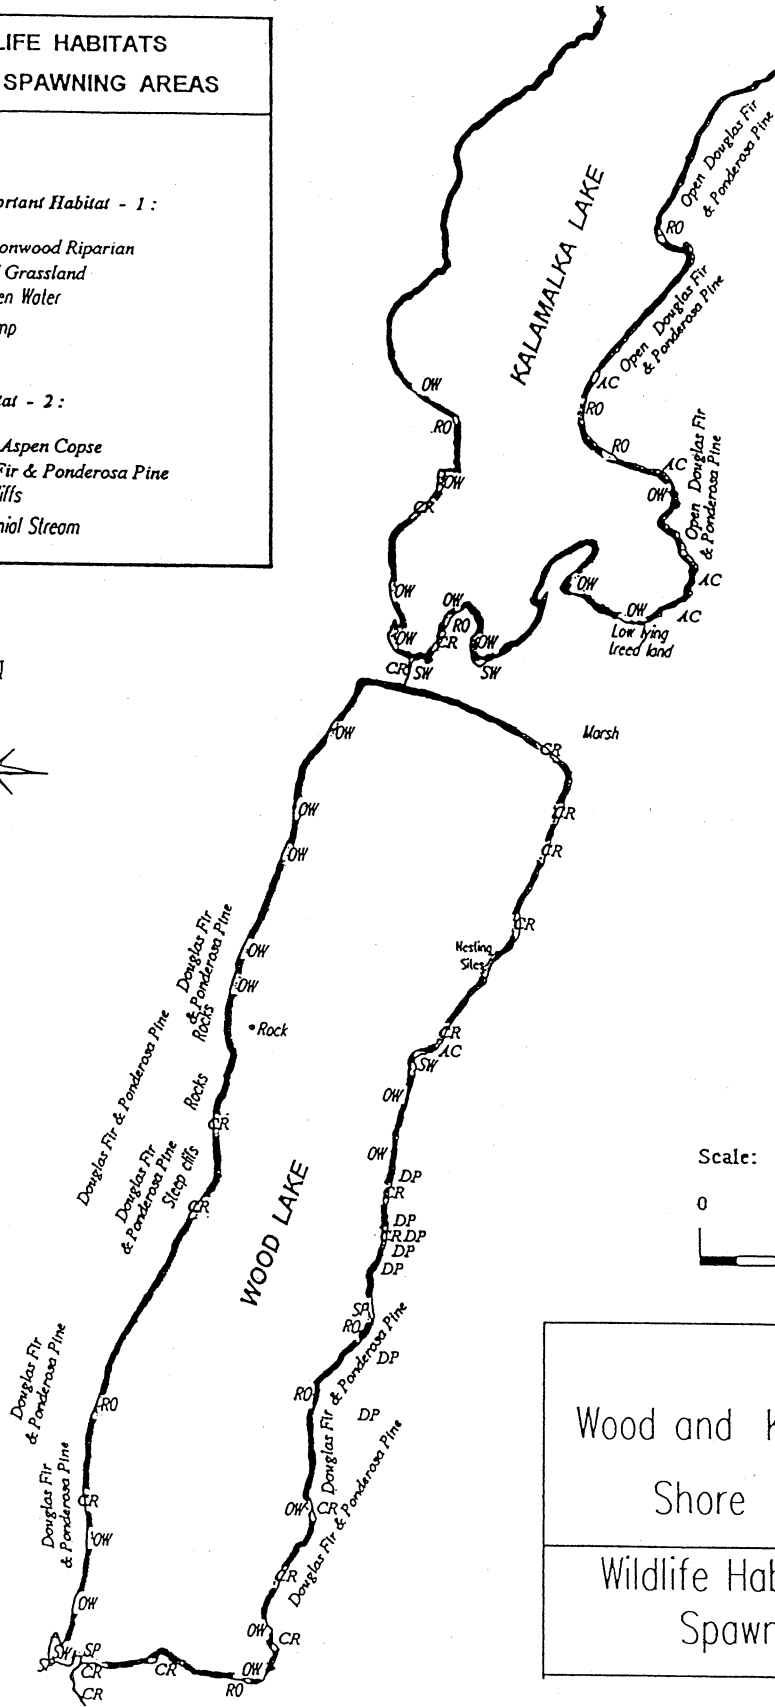 LIFE HABITATS
SPAWNING AREAS
ortant Habitat - 1 :
onwood Riparian
Grassland
en Water
mp
tat - 2 :
Aspen Copse
Fir & Ponderosa Pine
liffs
nial Stream
KALAMALKA LAKE
Open Douglas Fir
& Ponderosa Pine
RO
Open Douglas Fir
& Ponderosa Pine
AC
RO
RO
AC
OW
Open Douglas Fir
& Ponderosa Pine
AC
AC
OW
Low lying
treed land
OW
OW
RO
OW
CR
OW
OW
CR
OW
RO
OW
SW
SW
CR
OW
Marsh
CR
CR
CR
CR
Nesting
Sites
CR
AC
SW
OW
OW
DP
CR
DP
CR DP
DP
DP
SP
RO
DP
RO
Douglas Fir & Ponderosa Pine
DP
OW
CR
Douglas Fir & Ponderosa Pine
CR
OW
CR
OW
RO
OW
OW
OW
OW
Douglas Fir
& Ponderosa Pine
Rocks
Rock
Rocks
CR
Douglas Fir & Ponderosa Pine
Douglas Fir
& Ponderosa Pine
Steep cliffs
CR
WOOD LAKE
Douglas Fir
& Ponderosa Pine
RO
Douglas Fir
& Ponderosa Pine
CR
OW
OW
SW
SP
SP
CR
CR
CR
Scale:
0
Wood and K
Shore
Wildlife Hab
Spawn